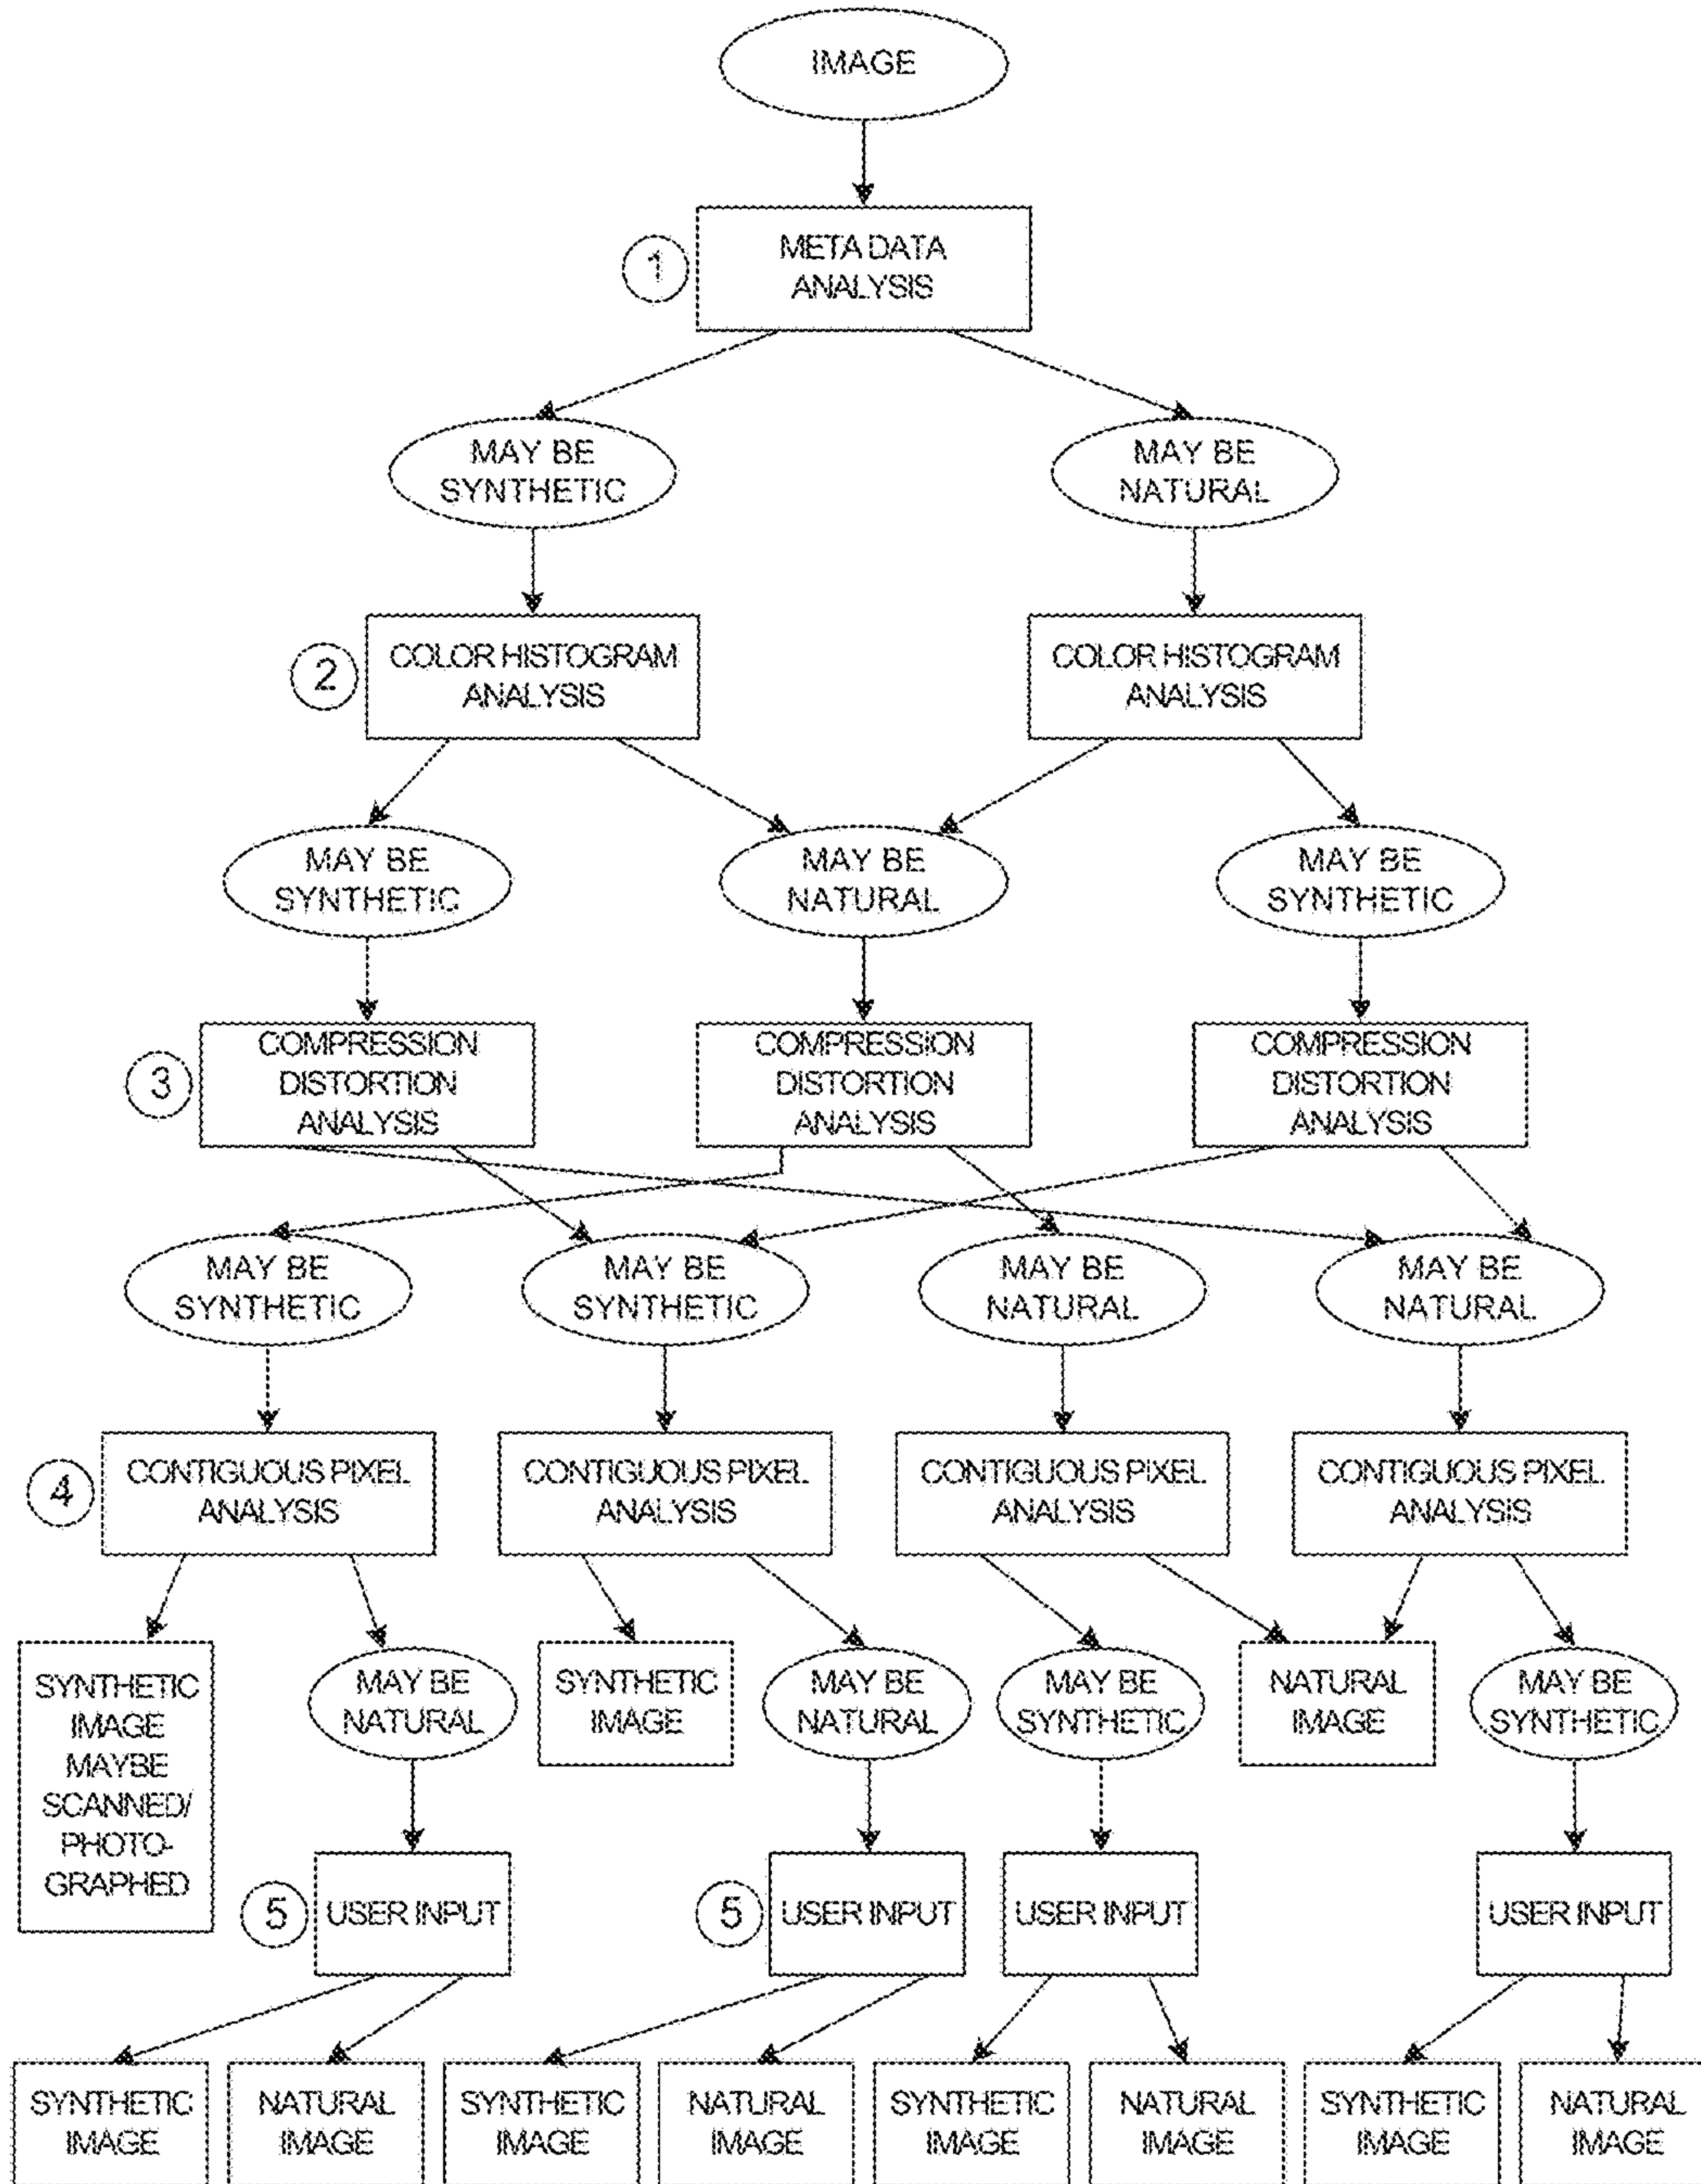 IMAGE
1
META DATA
ANALYSIS
MAY BE
SYNTHETIC
MAY BE
NATURAL
2
COLOR HISTOGRAM
ANALYSIS
COLOR HISTOGRAM
ANALYSIS
MAY BE
SYNTHETIC
MAY BE
NATURAL
MAY BE
SYNTHETIC
3
COMPRESSION
DISTORTION
ANALYSIS
COMPRESSION
DISTORTION
ANALYSIS
COMPRESSION
DISTORTION
ANALYSIS
MAY BE
SYNTHETIC
MAY BE
SYNTHETIC
MAY BE
NATURAL
MAY BE
NATURAL
4
CONTIGUOUS PIXEL
ANALYSIS
CONTIGUOUS PIXEL
ANALYSIS
CONTIGUOUS PIXEL
ANALYSIS
CONTIGUOUS PIXEL
ANALYSIS
SYNTHETIC
IMAGE
MAYBE
SCANNED/
PHOTO-
GRAPHED
MAY BE
NATURAL
SYNTHETIC
IMAGE
MAY BE
NATURAL
MAY BE
SYNTHETIC
NATURAL
IMAGE
MAY BE
SYNTHETIC
5
USER INPUT
5
USER INPUT
USER INPUT
USER INPUT
SYNTHETIC
IMAGE
NATURAL
IMAGE
SYNTHETIC
IMAGE
NATURAL
IMAGE
SYNTHETIC
IMAGE
NATURAL
IMAGE
SYNTHETIC
IMAGE
NATURAL
IMAGE